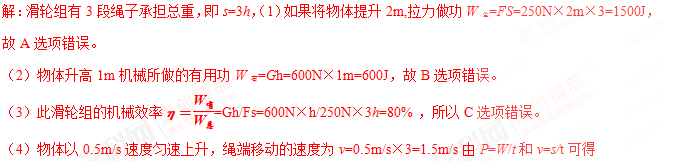 解：滑轮组有 3 段绳子承担总重，即 s=3h，(1) 如果将物体提升 2m,拉力做功 W总=FS=250N×2m×3=1500J，
故 A 选项错误。
(2) 物体升高 1m 机械所做的有用功 W有=Gh=600N×1m=600J，故 B 选项错误。
(3) 此滑轮组的机械效率 η=W有/W总=Gh/Fs=600N×h/250N×3h=80% ，所以 C 选项错误。
(4) 物体以 0.5m/s 速度匀速上升，绳端移动的速度为 v=0.5m/s×3=1.5m/s 由 P=W/t 和 v=s/t 可得